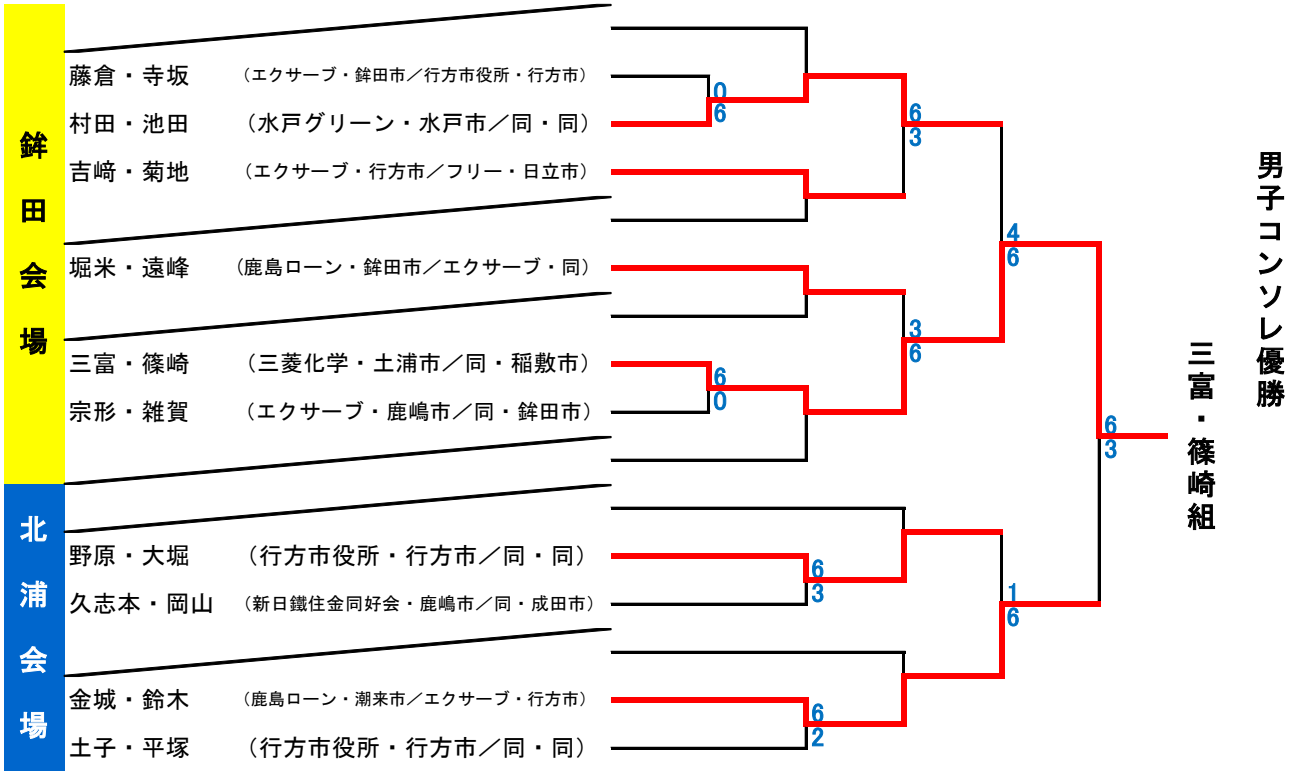 鉾田会場
藤倉・寺坂 （エクサーブ・鉾田市／行方市役所・行方市）
村田・池田 （水戸グリーン・水戸市／同・同）
吉﨑・菊地 （エクサーブ・行方市／フリー・日立市）
堀米・遠峰 （鹿島ローン・鉾田市／エクサーブ・同）
三富・篠崎 （三菱化学・土浦市／同・稲敷市）
宗形・雑賀 （エクサーブ・鹿嶋市／同・鉾田市）
北浦会場
野原・大堀 （行方市役所・行方市／同・同）
久志本・岡山 （新日鐵住金同好会・鹿嶋市／同・成田市）
金城・鈴木 （鹿島ローン・潮来市／エクサーブ・行方市）
土子・平塚 （行方市役所・行方市／同・同）
0
6
6
0
6
3
6
2
6
3
3
6
4
6
1
6
6
3
三富・篠崎組
男子コンソレ優勝